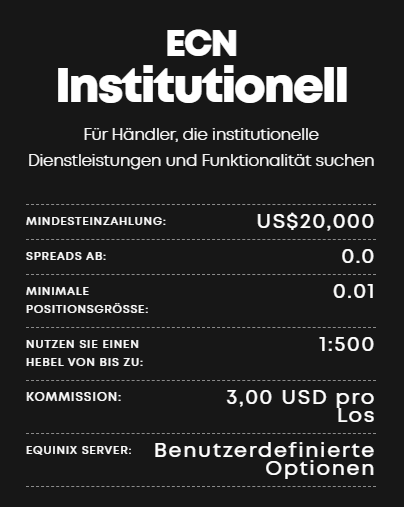 ECN
Institutionell
Für Händler, die institutionelle
Dienstleistungen und Funktionalität suchen
MINDESTEINZAHLUNG: US$20,000
SPREADS AB: 0.0
MINIMALE 0.01
POSITIONSGRÖSSE:
NUTZEN SIE EINEN 1:500
HEBEL VON BIS ZU:
KOMMISSION: 3,00 USD pro
Los
EQUINIX SERVER: Benutzerdefinierte
Optionen